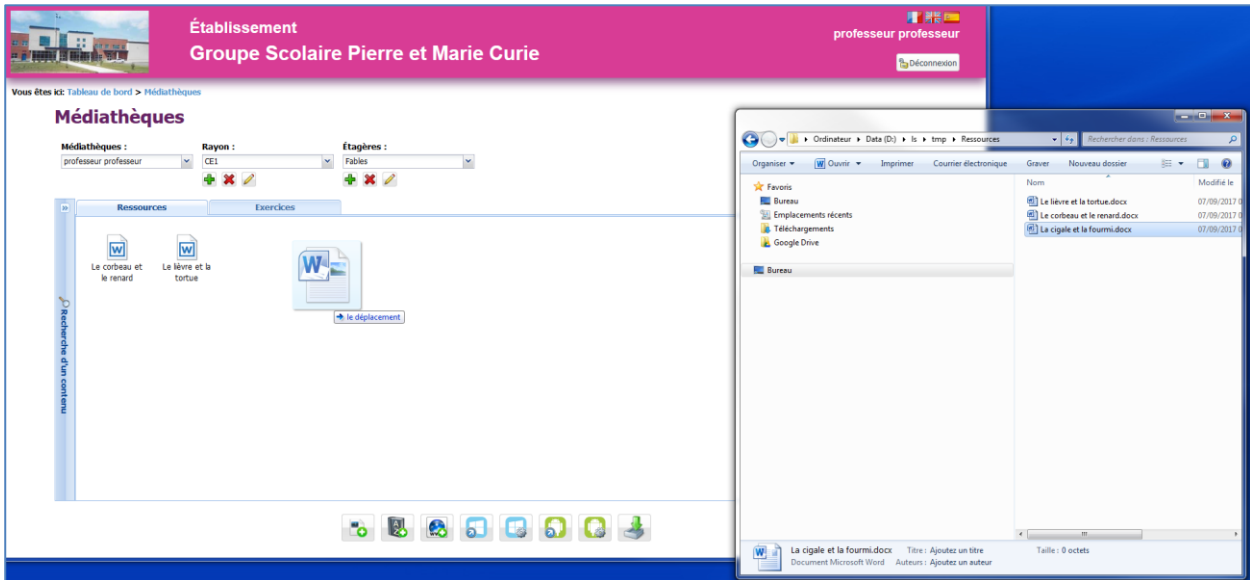 Établissement
Groupe Scolaire Pierre et Marie Curie
professeur professeur
Déconnexion
Vous êtes ici: Tableau de bord > Médiathèques
Médiathèques
Médiathèques : Rayon : Étagères :
professeur professeur CE1 Fables
Ressources Exercices
Le corbeau et
le renard
Le lèvre et la
tortue
le déplacement
Recherche d'un contenu
Ordinateur Data (D:) ls tmp Ressources
Rechercher dans : Ressources
Organiser Ouvrir Imprimer Courrier électronique Graver Nouveau dossier
Favoris
Bureau
Emplacements récents
Téléchargements
Google Drive
Bureau
Nom Modifié le
Le lièvre et la tortue.docx 07/09/2017 0
Le corbeau et le renard.docx 07/09/2017 0
La cigale et la fourmi.docx 07/09/2017 0
La cigale et la fourmi.docx Titre : Ajoutez un titre Taille : 0 octets
Document Microsoft Word Auteurs : Ajoutez un auteur